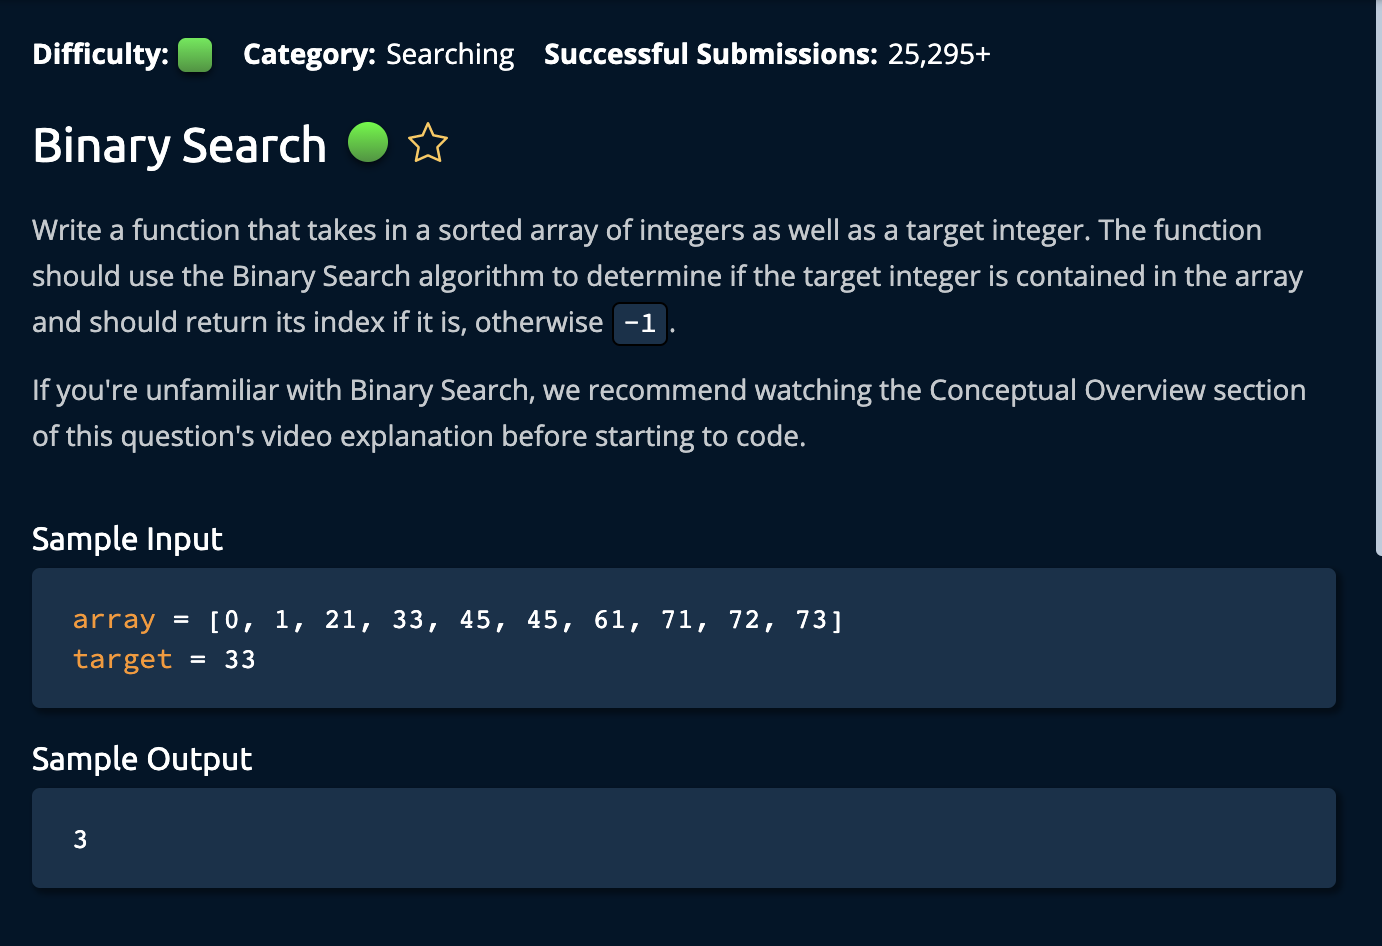 Difficulty: Category: Searching Successful Submissions: 25,295+
Binary Search
Write a function that takes in a sorted array of integers as well as a target integer. The function
should use the Binary Search algorithm to determine if the target integer is contained in the array
and should return its index if it is, otherwise -1 .
If you're unfamiliar with Binary Search, we recommend watching the Conceptual Overview section
of this question's video explanation before starting to code.
Sample Input
array = [0, 1, 21, 33, 45, 45, 61, 71, 72, 73]
target = 33
Sample Output
3